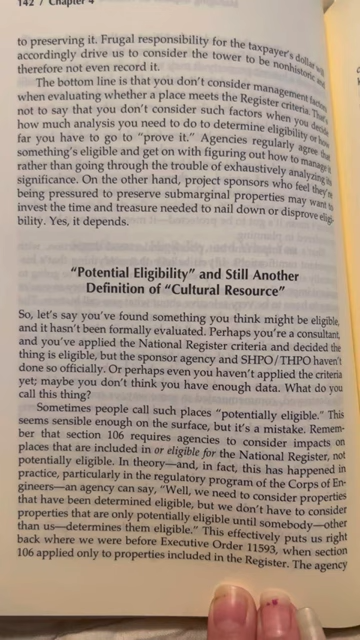 142 / Chapter 4
to preserving it. Frugal responsibility for the taxpayer's dollar will
accordingly drive us to consider the tower to be nonhistoric and
therefore not even record it.
The bottom line is that you don't consider management factors
when evaluating whether a place meets the Register criteria. That's
not to say that you don't consider such factors when you decide
how much analysis you need to do to determine eligibility or how
far you have to go to "prove it." Agencies regularly agree that
something's eligible and get on with figuring out how to manage it
rather than going through the trouble of exhaustively analyzing its
significance. On the other hand, project sponsors who feel they're
being pressured to preserve submarginal properties may want to
invest the time and treasure needed to nail down or disprove eligi-
bility. Yes, it depends.
"Potential Eligibility" and Still Another
Definition of "Cultural Resource"
So, let's say you've found something you think might be eligible,
and it hasn't been formally evaluated. Perhaps you're a consultant,
and you've applied the National Register criteria and decided the
thing is eligible, but the sponsor agency and SHPO/THPO haven't
done so officially. Or perhaps even you haven't applied the criteria
yet; maybe you don't think you have enough data. What do you
call this thing?
Sometimes people call such places "potentially eligible." This
seems sensible enough on the surface, but it's a mistake. Remem-
ber that section 106 requires agencies to consider impacts on
places that are included in or eligible for the National Register, not
potentially eligible. In theory—and, in fact, this has happened in
practice, particularly in the regulatory program of the Corps of En-
gineers—an agency can say, "Well, we need to consider properties
that have been determined eligible, but we don't have to consider
properties that are only potentially eligible until somebody—other
than us—determines them eligible." This effectively puts us right
back where we were before Executive Order 11593, when section
106 applied only to properties included in the Register. The agency